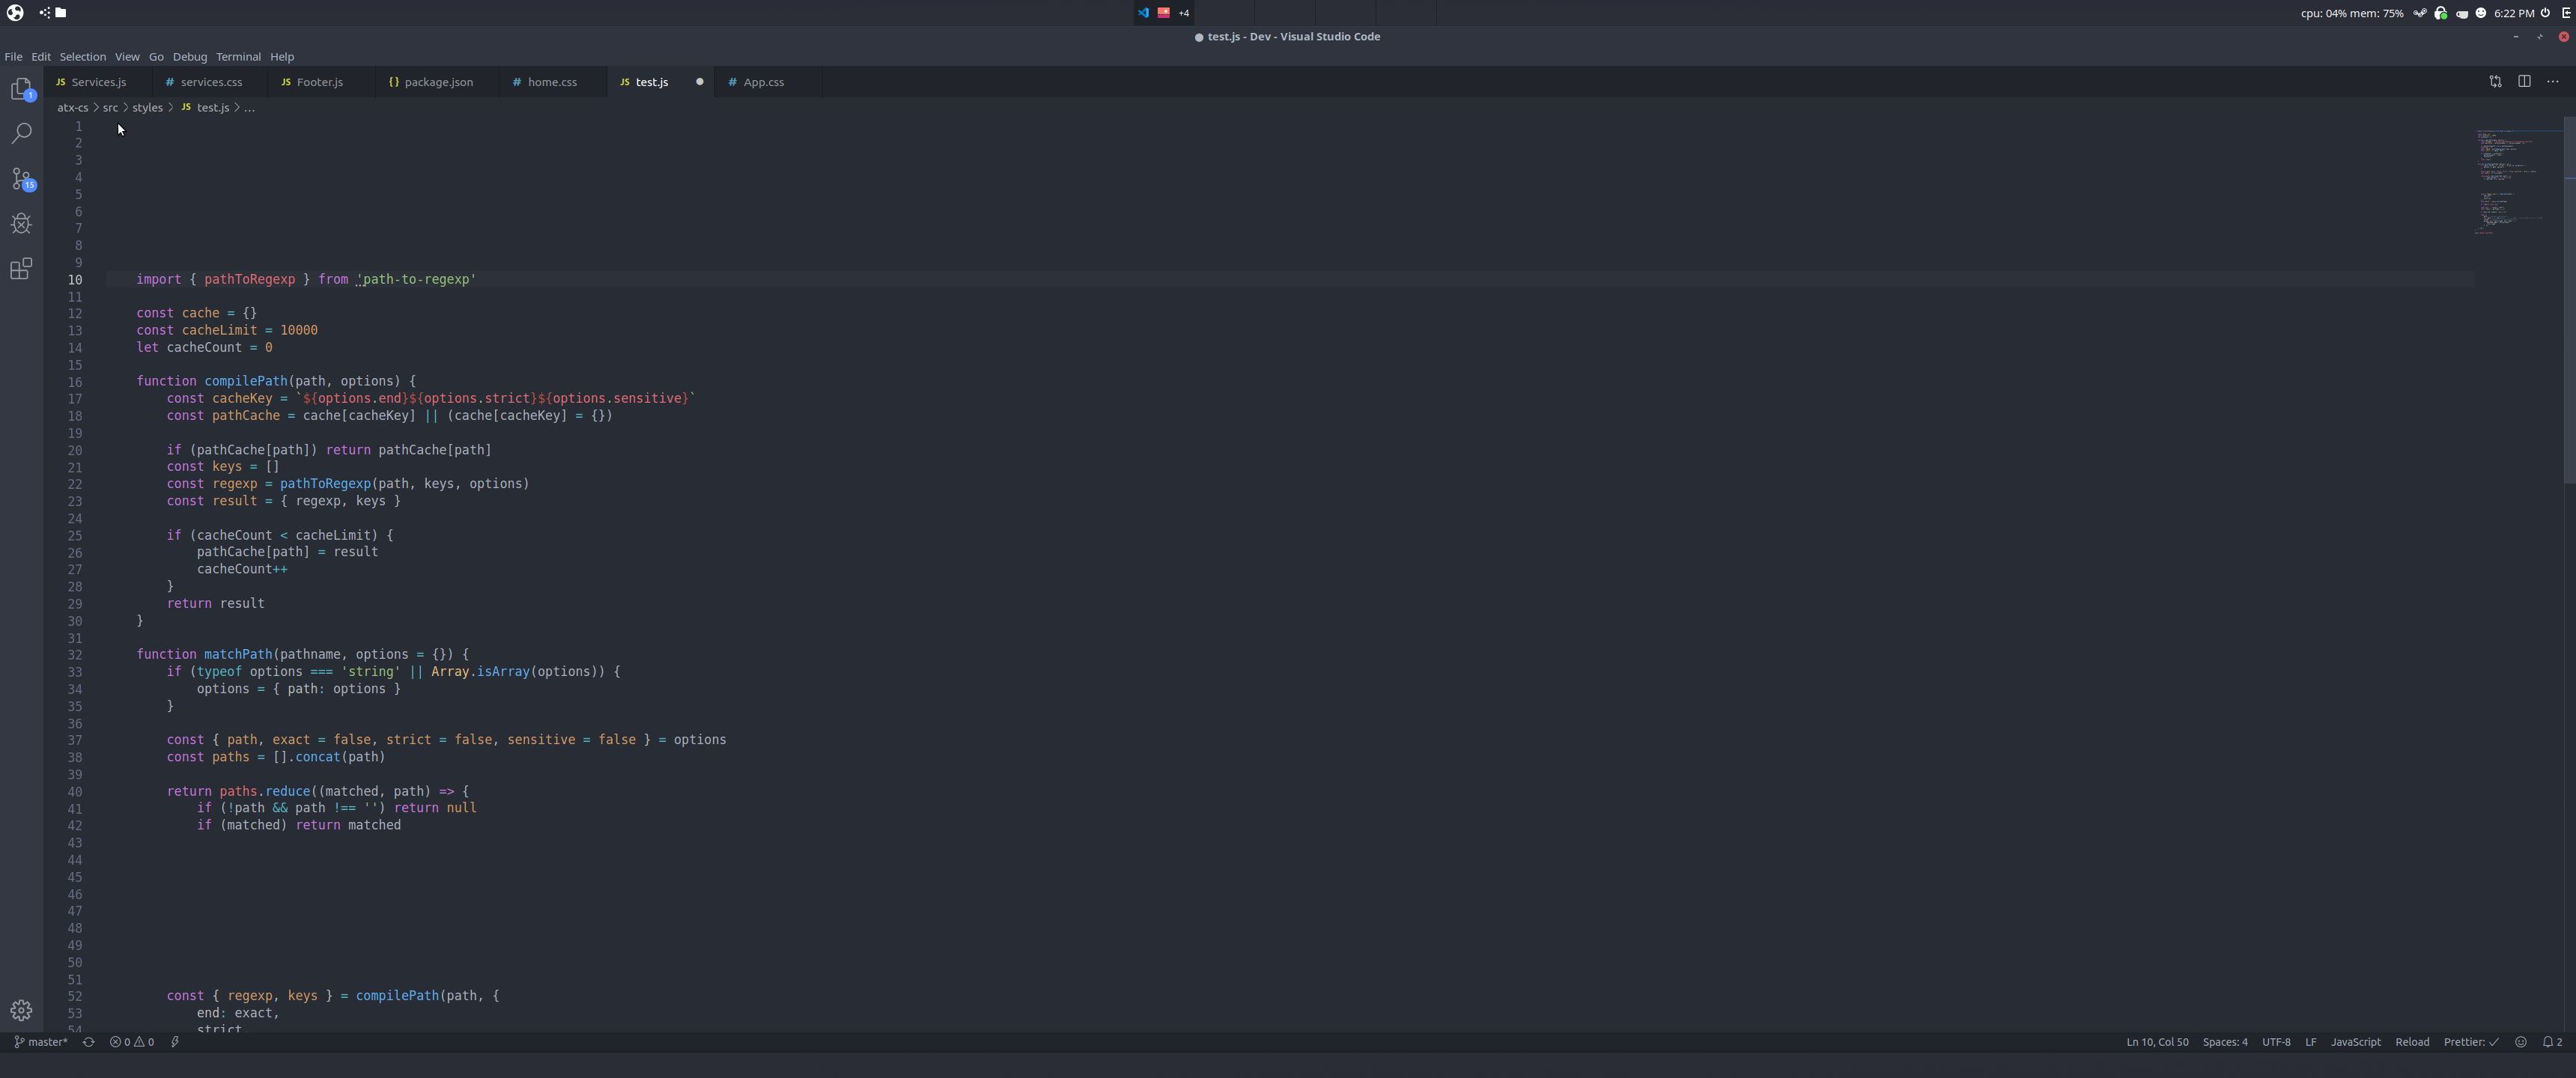 +4
cpu: 04% mem: 75%
6:22 PM
● test.js - Dev - Visual Studio Code
File Edit Selection View Go Debug Terminal Help
JS Services.js # services.css JS Footer.js {} package.json # home.css JS test.js ● # App.css
1
15
atx-cs > src > styles > JS test.js > ...
1
2
3
4
5
6
7
8
9
10 import { pathToRegexp } from 'path-to-regexp'
11
12 const cache = {}
13 const cacheLimit = 10000
14 let cacheCount = 0
15
16 function compilePath(path, options) {
17 const cacheKey = `${options.end}${options.strict}${options.sensitive}`
18 const pathCache = cache[cacheKey] || (cache[cacheKey] = {})
19
20 if (pathCache[path]) return pathCache[path]
21 const keys = []
22 const regexp = pathToRegexp(path, keys, options)
23 const result = { regexp, keys }
24
25 if (cacheCount < cacheLimit) {
26 pathCache[path] = result
27 cacheCount++
28 }
29 return result
30 }
31
32 function matchPath(pathname, options = {}) {
33 if (typeof options === 'string' || Array.isArray(options)) {
34 options = { path: options }
35 }
36
37 const { path, exact = false, strict = false, sensitive = false } = options
38 const paths = [].concat(path)
39
40 return paths.reduce((matched, path) => {
41 if (!path && path !== '') return null
42 if (matched) return matched
43
44
45
46
47
48
49
50
51
52 const { regexp, keys } = compilePath(path, {
53 end: exact,
54 strict
master* 0 0 Ln 10, Col 50 Spaces: 4 UTF-8 LF JavaScript Reload Prettier: ✓ 2